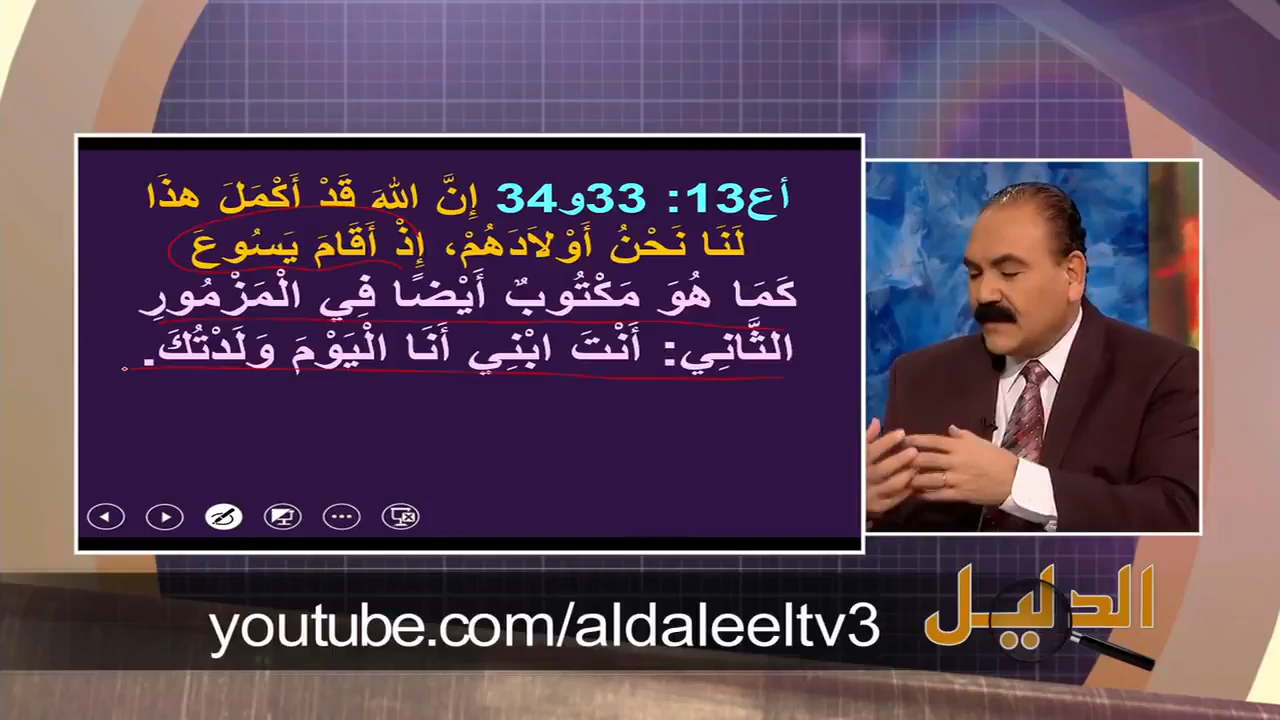 أع13: 33و34 إِنَّ اللهَ قَدْ أَكْمَلَ هذَا
لَنَا نَحْنُ أَوْلاَدَهُمْ، إِذْ أَقَامَ يَسُوعَ
كَمَا هُوَ مَكْتُوبٌ أَيْضًا فِي الْمَزْمُورِ
الثَّانِي: أَنْتَ ابْنِي أَنَا الْيَوْمَ وَلَدْتُكَ.
youtube.com/aldaleeltv3
الدليل